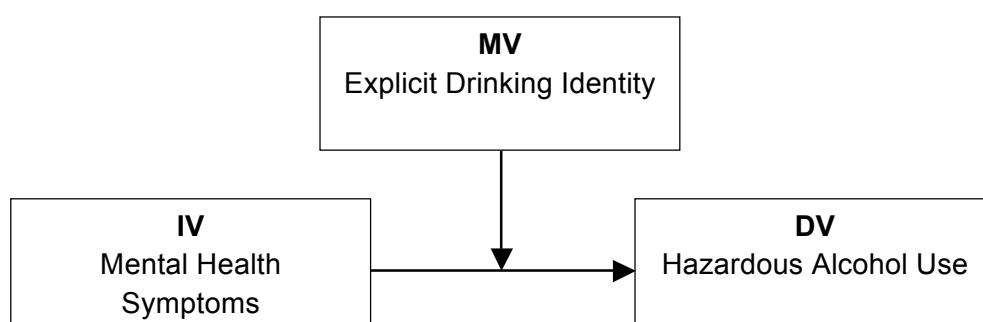 MV
Explicit Drinking Identity
IV
Mental Health
Symptoms
DV
Hazardous Alcohol Use